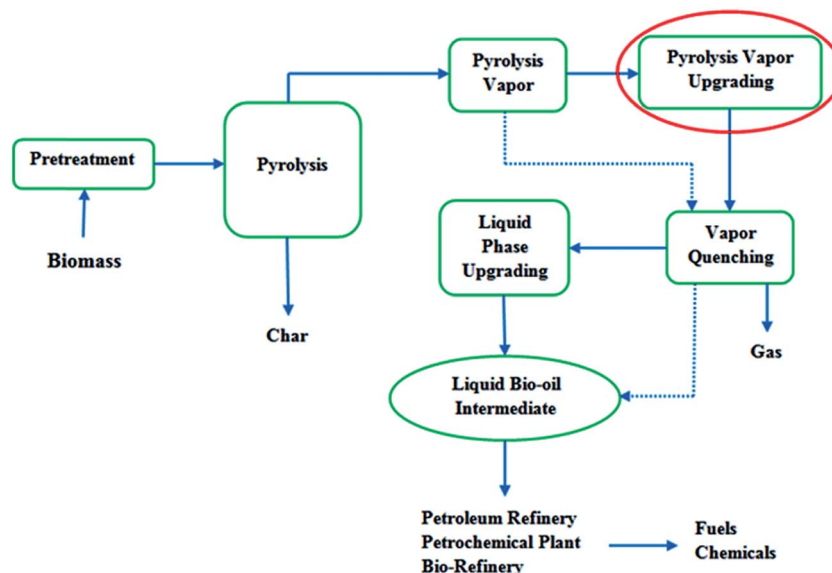 Pyrolysis
Vapor
Pyrolysis Vapor
Upgrading
Pretreatment
Pyrolysis
Biomass
Liquid
Phase
Upgrading
Vapor
Quenching
Char
Gas
Liquid Bio-oil
Intermediate
Petroleum Refinery
Petrochemical Plant
Bio-Refinery
Fuels
Chemicals